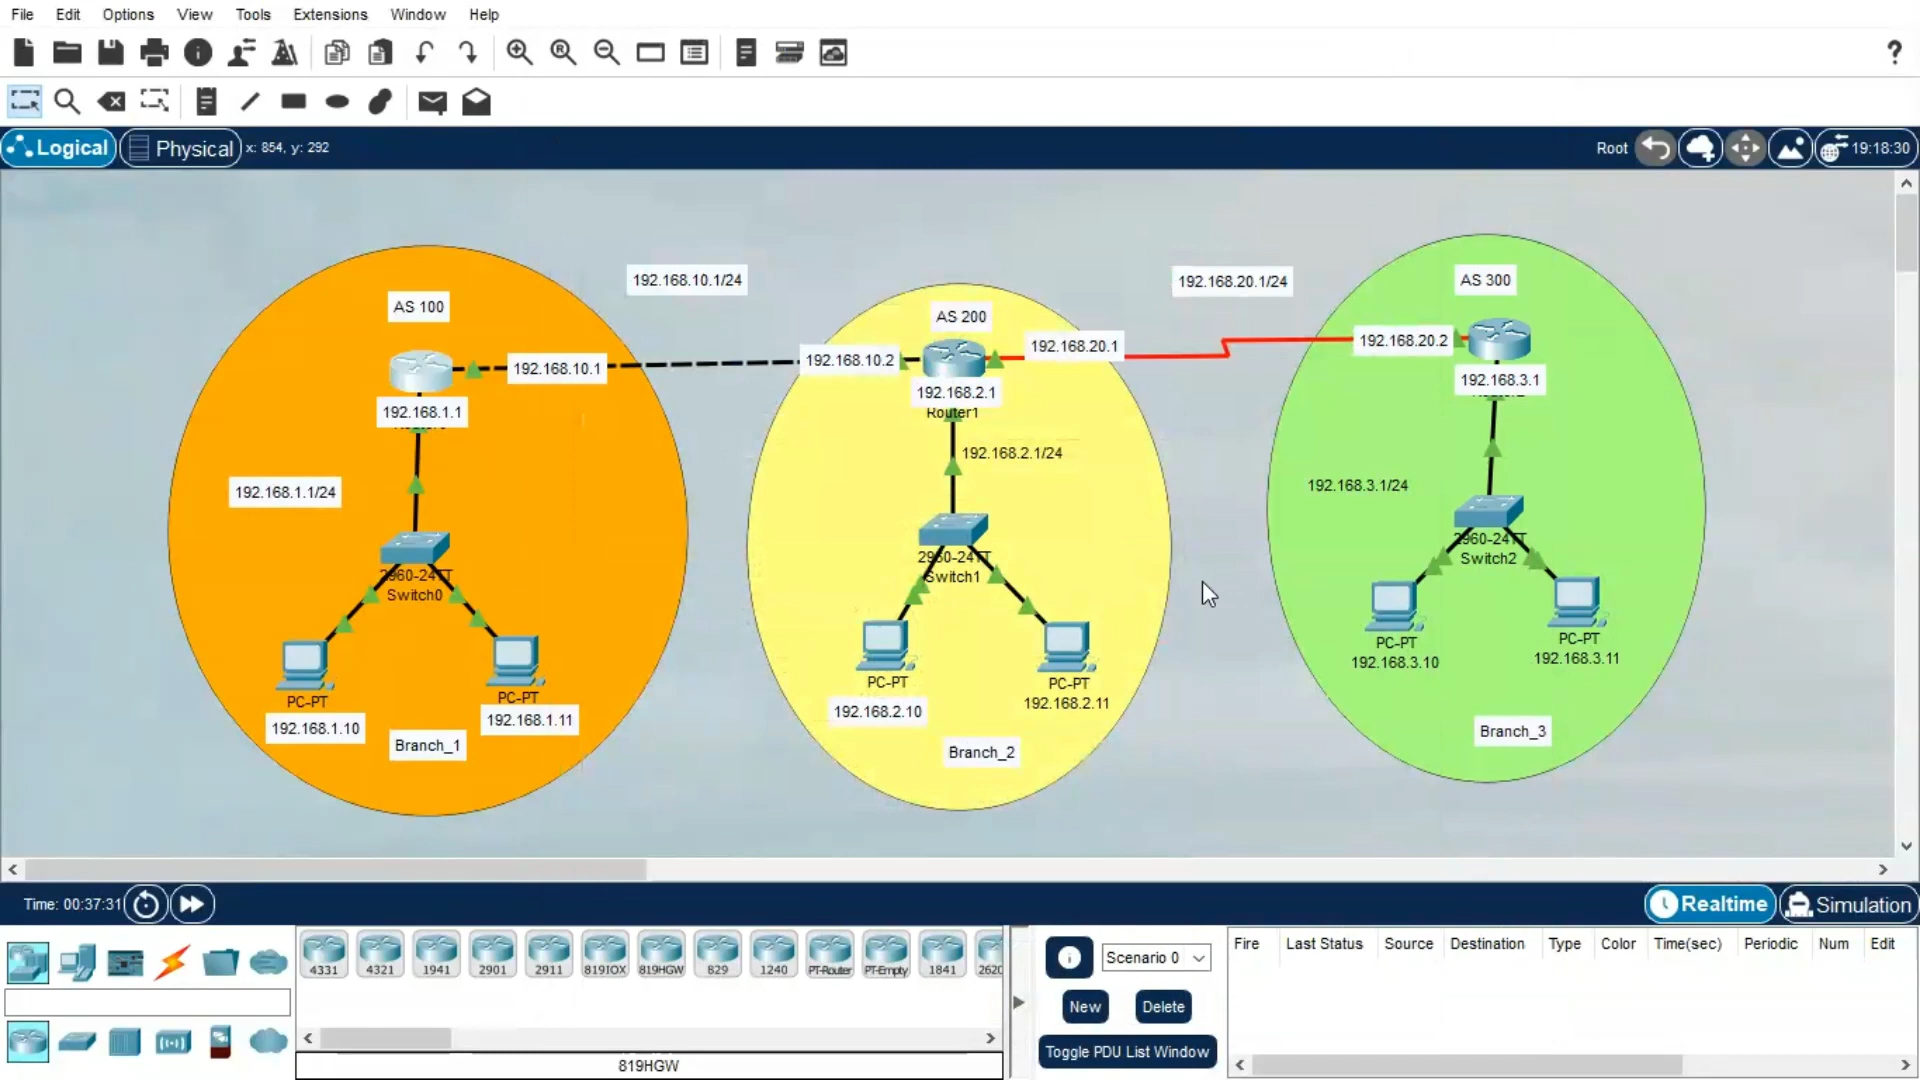 File Edit Options View Tools Extensions Window Help
Logical Physical x: 854, y: 292 Root 19:18:30
192.168.10.1/24
192.168.20.1/24
AS 100
AS 200
AS 300
192.168.10.1
192.168.10.2
192.168.20.1
192.168.20.2
192.168.1.1
192.168.2.1
Router1
192.168.3.1
192.168.1.1/24
192.168.2.1/24
192.168.3.1/24
2960-24TT
Switch0
2960-24TT
Switch1
2960-24TT
Switch2
PC-PT
192.168.1.10
PC-PT
192.168.1.11
PC-PT
192.168.2.10
PC-PT
192.168.2.11
PC-PT
192.168.3.10
PC-PT
192.168.3.11
Branch_1
Branch_2
Branch_3
Time: 00:37:31 Realtime Simulation
4331 4321 1941 2901 2911 819IOX 819HGW 829 1240 PT-Router PT-Empty 1841 2620
819HGW
Scenario 0
New Delete
Toggle PDU List Window
Fire Last Status Source Destination Type Color Time(sec) Periodic Num Edit